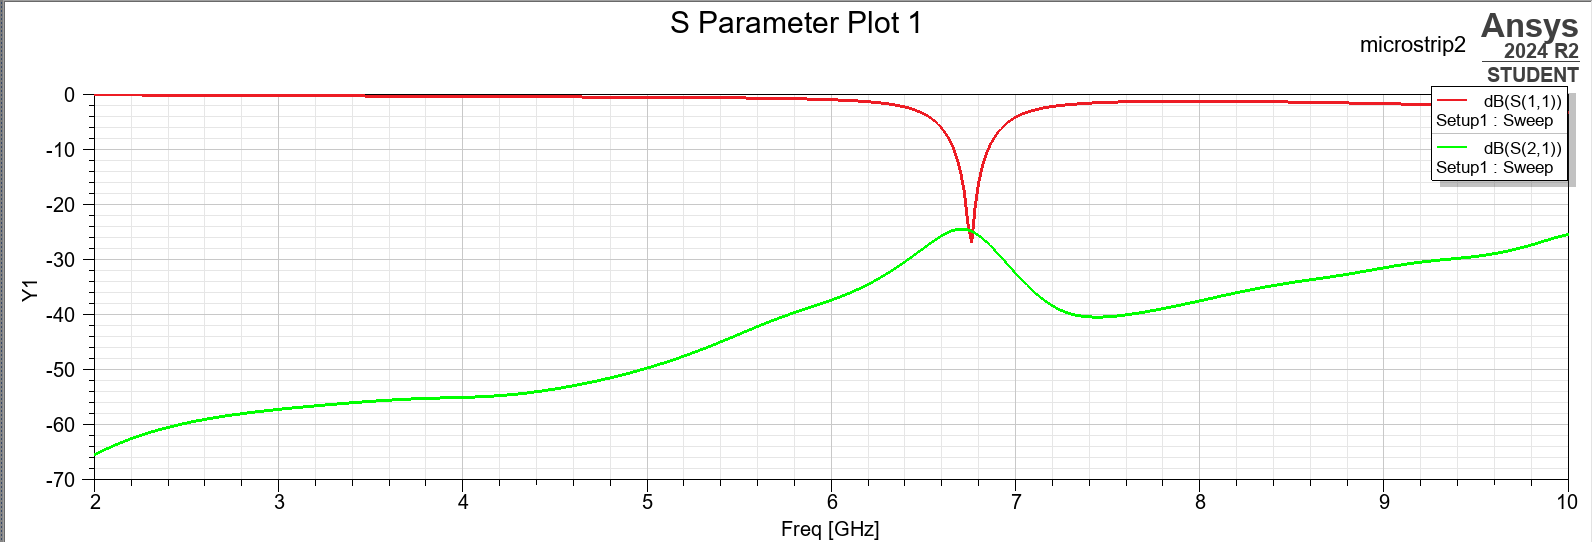 S Parameter Plot 1
microstrip2
Ansys
2024 R2
STUDENT
dB(S(1,1))
Setup1 : Sweep
dB(S(2,1))
Setup1 : Sweep
Y1
0
-10
-20
-30
-40
-50
-60
-70
2 3 4 5 6 7 8 9 10
Freq [GHz]